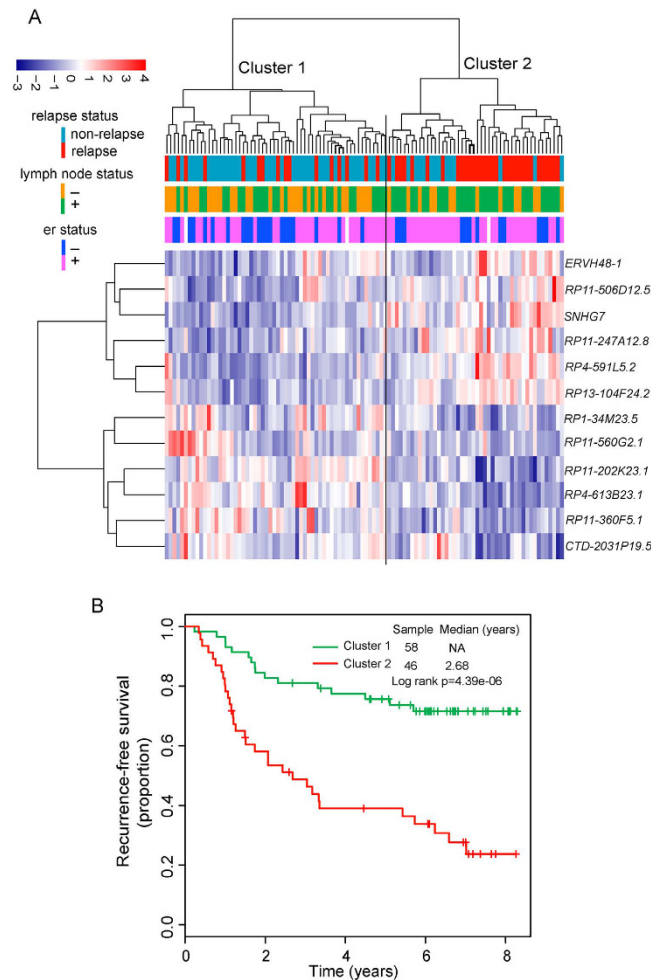 A
Cluster 1
Cluster 2
-3 -2 -1 0 1 2 3 4
relapse status
non-relapse
relapse
lymph node status
—
+
er status
—
+
ERVH48-1
RP11-506D12.5
SNHG7
RP11-247A12.8
RP4-591L5.2
RP13-104F24.2
RP1-34M23.5
RP11-560G2.1
RP11-202K23.1
RP4-613B23.1
RP11-360F5.1
CTD-2031P19.5
B
Sample Median (years)
Cluster 1 58 NA
Cluster 2 46 2.68
Log rank p=4.39e-06
Recurrence-free survival
(proportion)
1.0
0.8
0.6
0.4
0.2
0.0
0 2 4 6 8
Time (years)